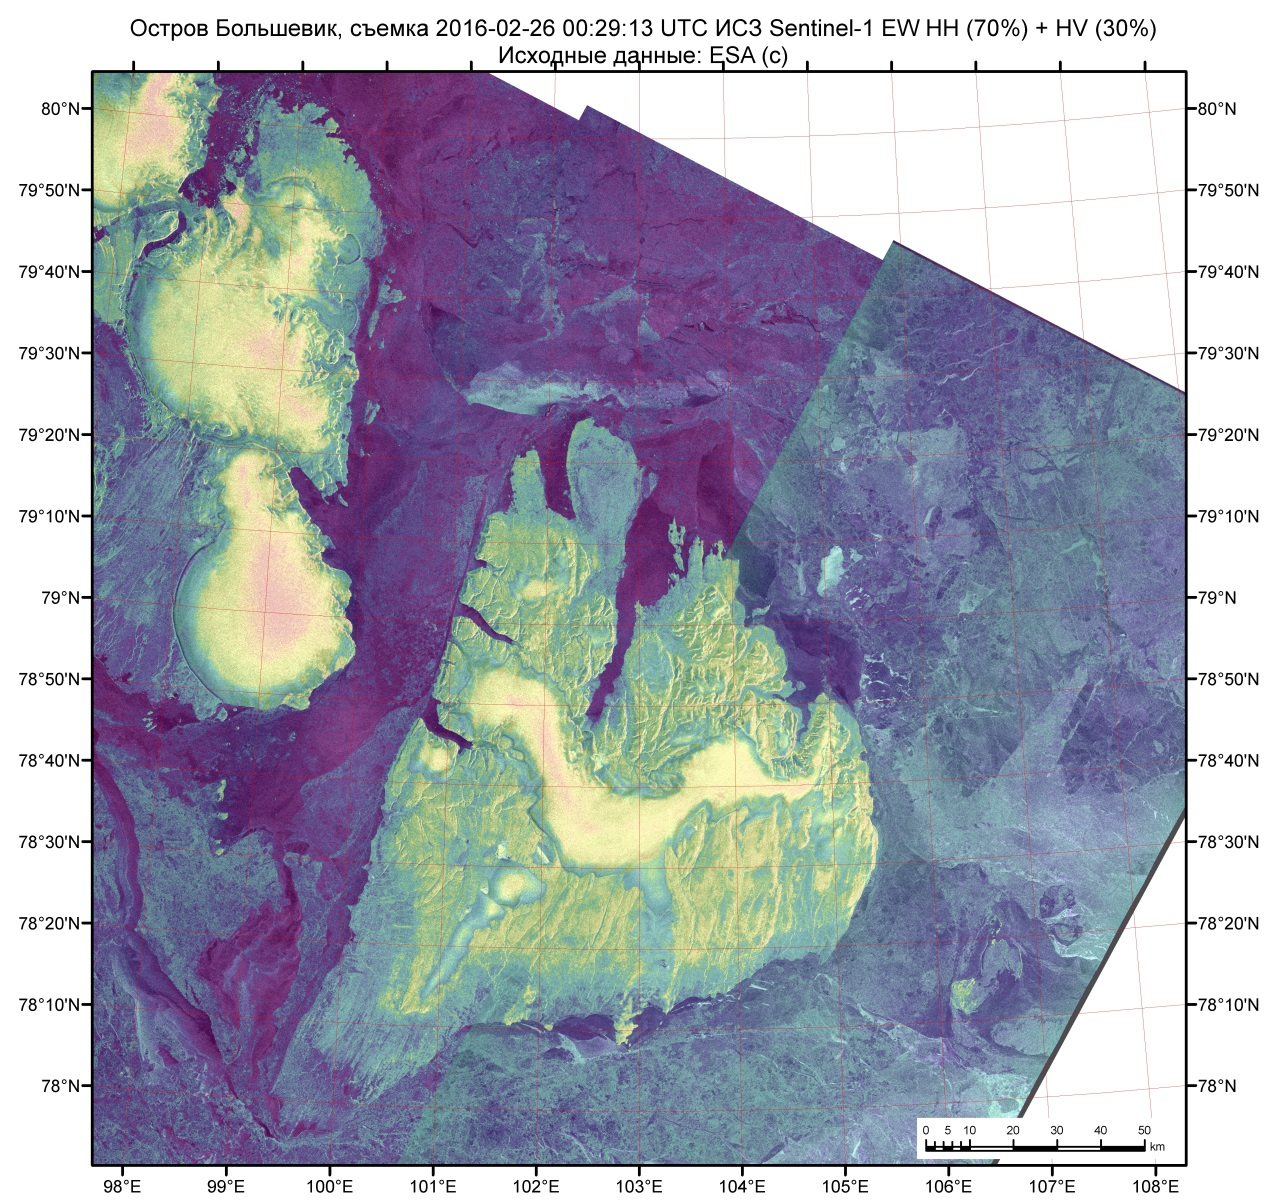 Остров Большевик, съемка 2016-02-26 00:29:13 UTC ИСЗ Sentinel-1 EW HH (70%) + HV (30%)
Исходные данные: ESA (c)
80°N 80°N
79°50'N 79°50'N
79°40'N 79°40'N
79°30'N 79°30'N
79°20'N 79°20'N
79°10'N 79°10'N
79°N 79°N
78°50'N 78°50'N
78°40'N 78°40'N
78°30'N 78°30'N
78°20'N 78°20'N
78°10'N 78°10'N
78°N 78°N
0 5 10 20 30 40 50
km
98°E 99°E 100°E 101°E 102°E 103°E 104°E 105°E 106°E 107°E 108°E